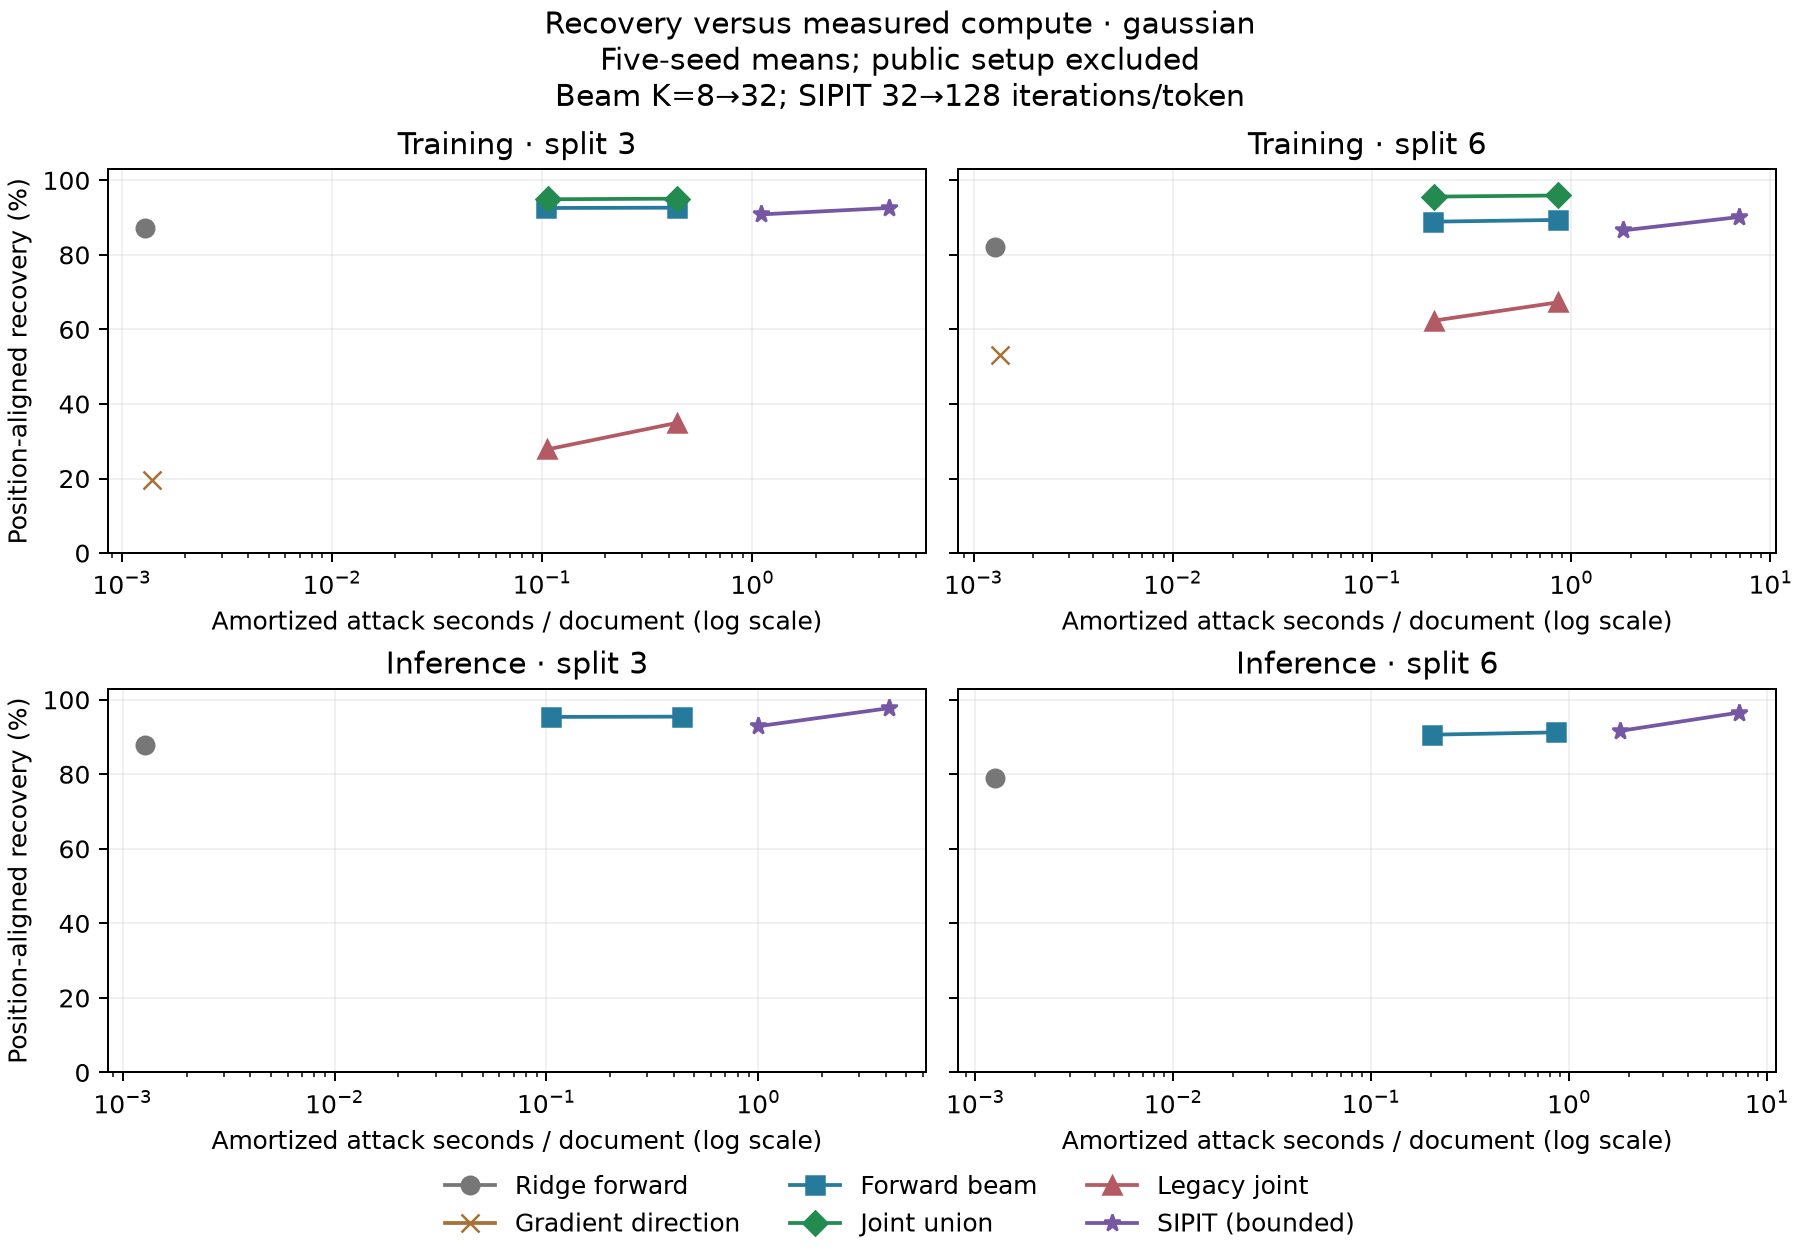 Recovery versus measured compute · gaussian
Five-seed means; public setup excluded
Beam K=8→32; SIPIT 32→128 iterations/token
Training · split 3
Training · split 6
Position-aligned recovery (%)
100
80
60
40
20
0
10⁻³
10⁻²
10⁻¹
10⁰
10⁻³
10⁻²
10⁻¹
10⁰
10¹
Amortized attack seconds / document (log scale)
Amortized attack seconds / document (log scale)
Inference · split 3
Inference · split 6
Position-aligned recovery (%)
100
80
60
40
20
0
10⁻³
10⁻²
10⁻¹
10⁰
10⁻³
10⁻²
10⁻¹
10⁰
10¹
Amortized attack seconds / document (log scale)
Amortized attack seconds / document (log scale)
Ridge forward
Forward beam
Legacy joint
Gradient direction
Joint union
SIPIT (bounded)